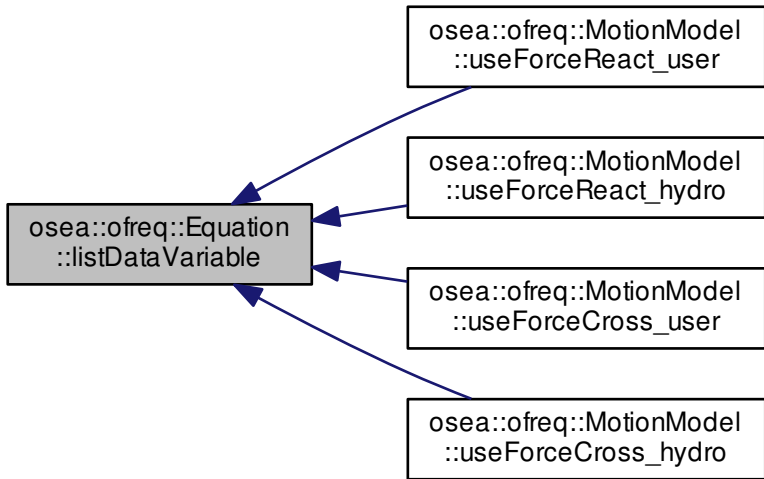 osea::ofreq::MotionModel
::useForceReact_user
osea::ofreq::MotionModel
::useForceReact_hydro
osea::ofreq::Equation
::listDataVariable
osea::ofreq::MotionModel
::useForceCross_user
osea::ofreq::MotionModel
::useForceCross_hydro